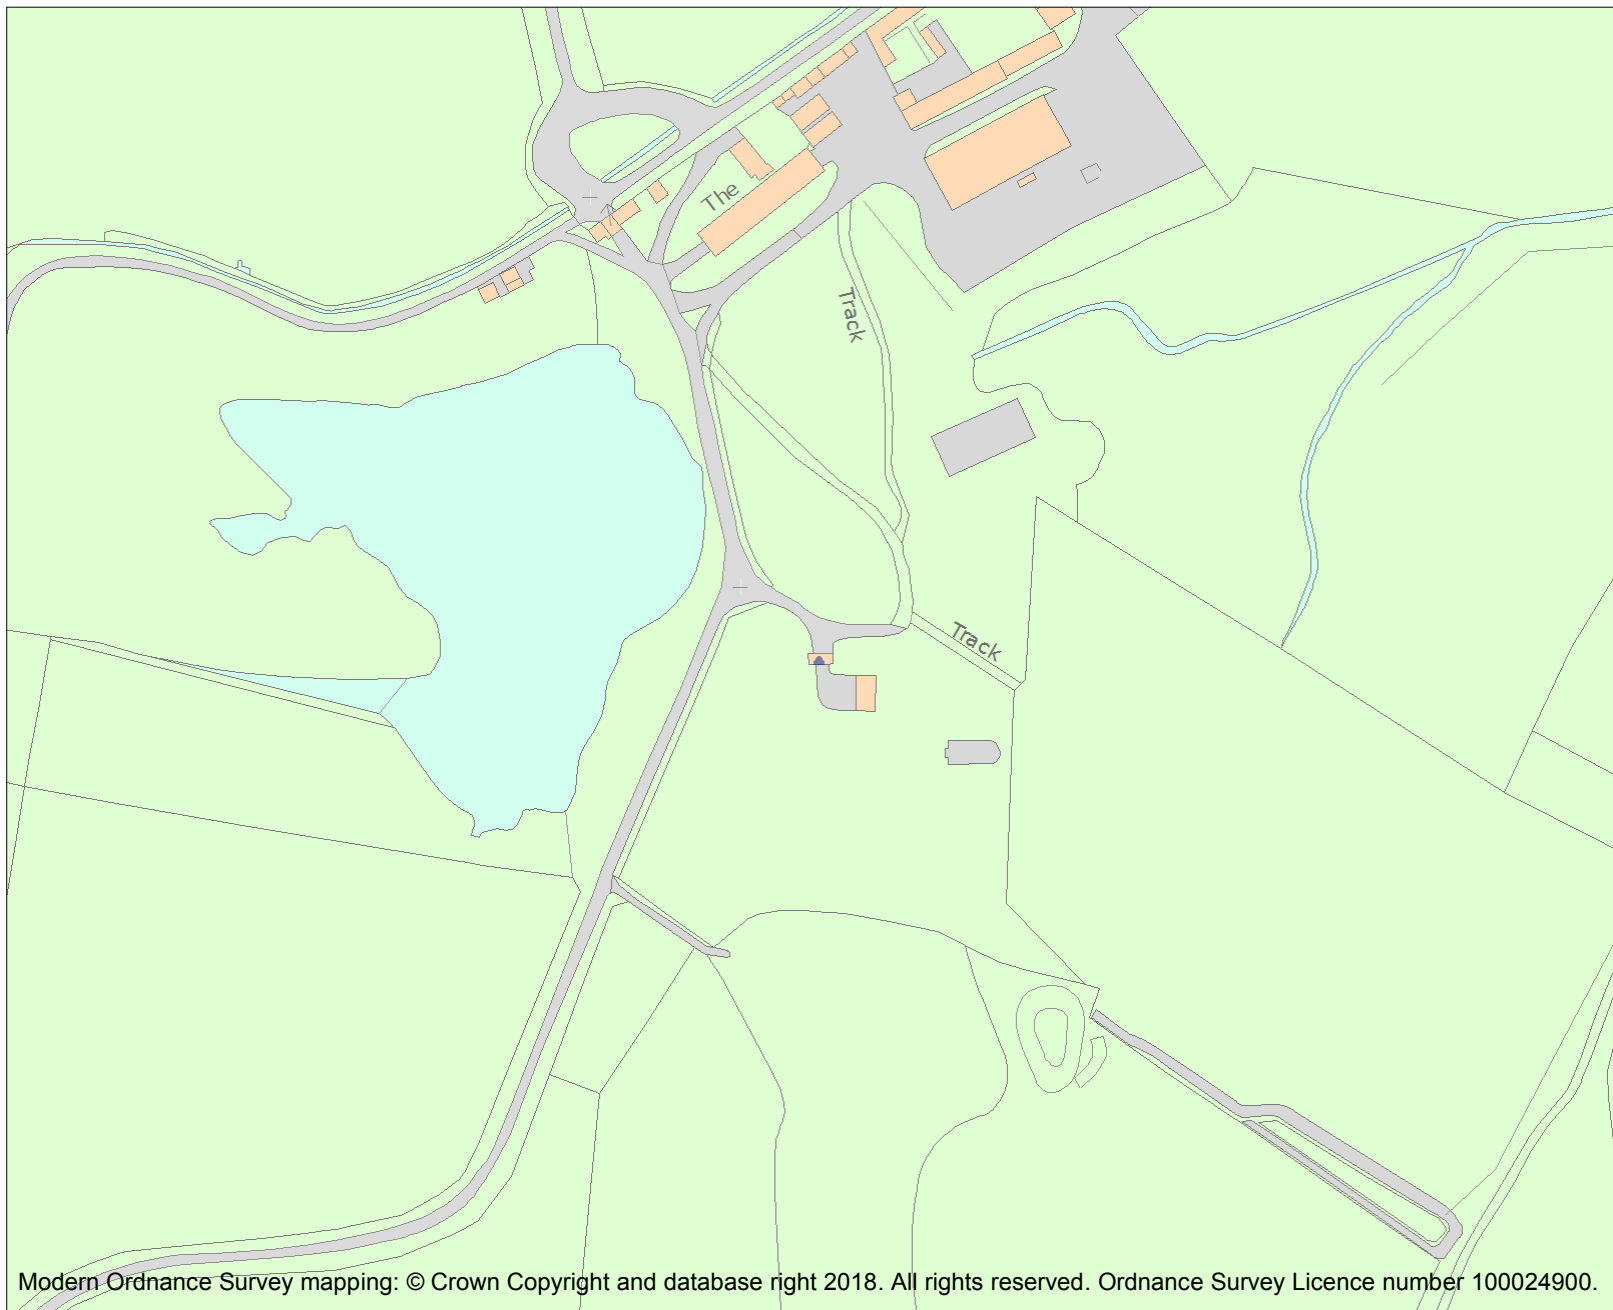 The
Track
Track
Modern Ordnance Survey mapping: © Crown Copyright and database right 2018. All rights reserved. Ordnance Survey Licence number 100024900.